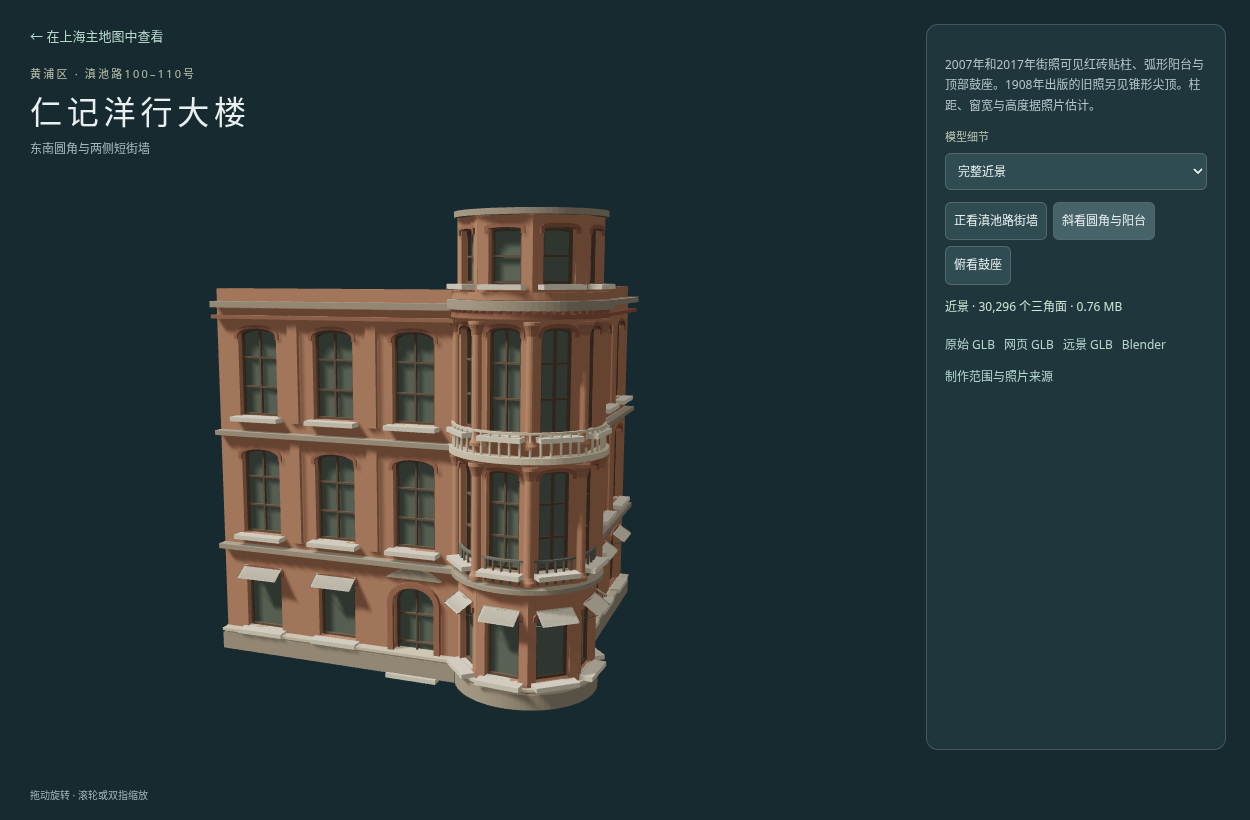 ← 在上海主地图中查看
黄浦区 · 滇池路100–110号
仁记洋行大楼
东南圆角与两侧短街墙
2007年和2017年街照可见红砖贴柱、弧形阳台与
顶部鼓座。1908年出版的旧照另见锥形尖顶。柱
距、窗宽与高度据照片估计。
模型细节
完整近景
正看滇池路街墙 斜看圆角与阳台
俯看鼓座
近景 · 30,296 个三角面 · 0.76 MB
原始 GLB 网页 GLB 远景 GLB Blender
制作范围与照片来源
拖动旋转 · 滚轮或双指缩放